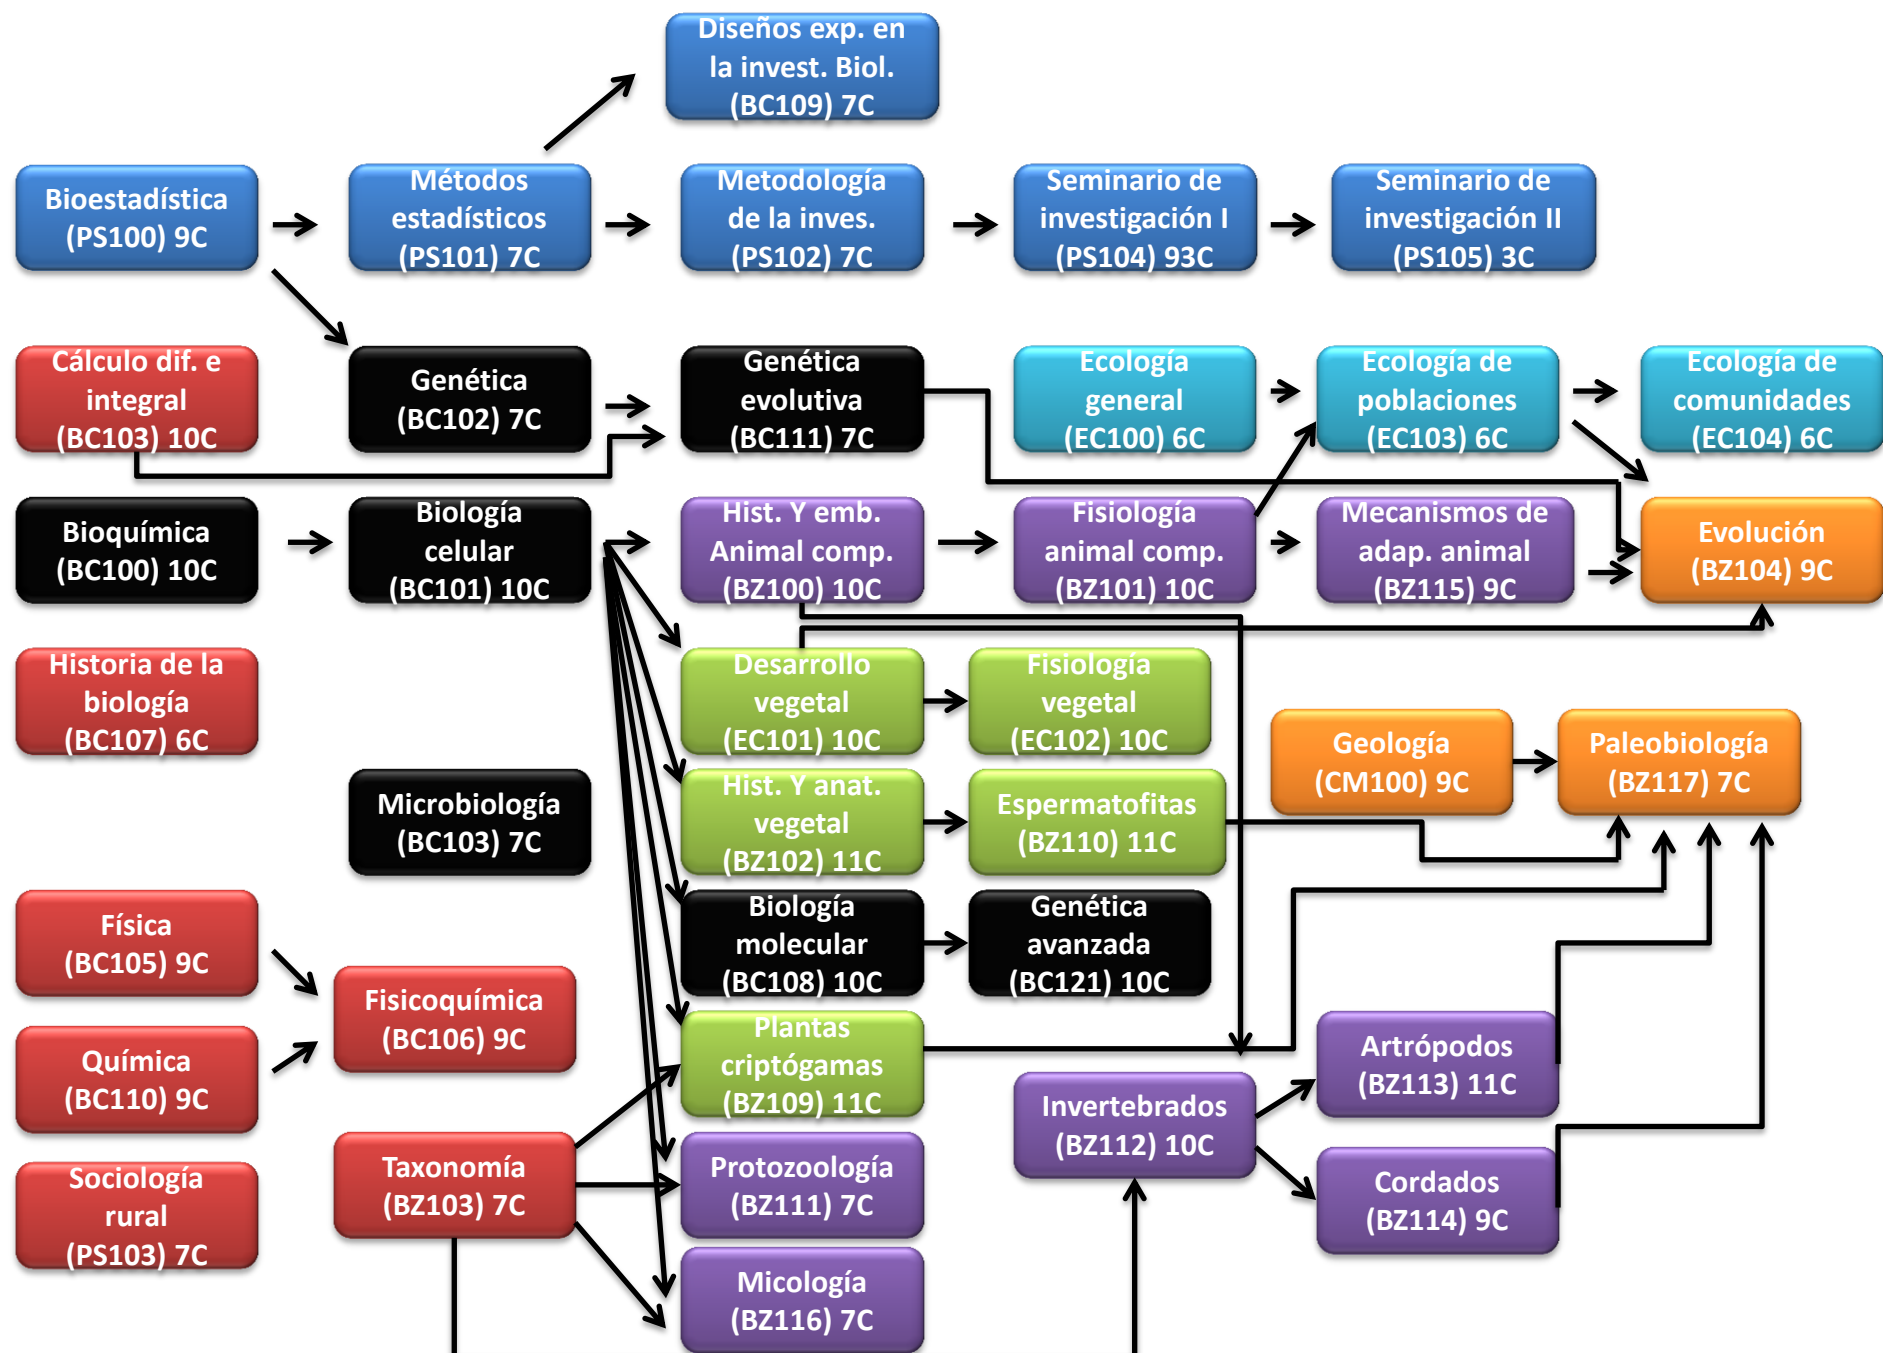 Diseños exp. en
la invest. Biol.
(BC109) 7C
Bioestadística
(PS100) 9C
Métodos
estadísticos
(PS101) 7C
Metodología
de la inves.
(PS102) 7C
Seminario de
investigación I
(PS104) 93C
Seminario de
investigación II
(PS105) 3C
Cálculo dif. e
integral
(BC103) 10C
Genética
(BC102) 7C
Genética
evolutiva
(BC111) 7C
Ecología
general
(EC100) 6C
Ecología de
poblaciones
(EC103) 6C
Ecología de
comunidades
(EC104) 6C
Bioquímica
(BC100) 10C
Biología
celular
(BC101) 10C
Hist. Y emb.
Animal comp.
(BZ100) 10C
Fisiología
animal comp.
(BZ101) 10C
Mecanismos de
adap. animal
(BZ115) 9C
Evolución
(BZ104) 9C
Historia de la
biología
(BC107) 6C
Desarrollo
vegetal
(EC101) 10C
Fisiología
vegetal
(EC102) 10C
Geología
(CM100) 9C
Paleobiología
(BZ117) 7C
Microbiología
(BC103) 7C
Hist. Y anat.
vegetal
(BZ102) 11C
Espermatofitas
(BZ110) 11C
Física
(BC105) 9C
Biología
molecular
(BC108) 10C
Genética
avanzada
(BC121) 10C
Fisicoquímica
(BC106) 9C
Química
(BC110) 9C
Plantas
criptógamas
(BZ109) 11C
Artrópodos
(BZ113) 11C
Invertebrados
(BZ112) 10C
Sociología
rural
(PS103) 7C
Taxonomía
(BZ103) 7C
Protozoología
(BZ111) 7C
Cordados
(BZ114) 9C
Micología
(BZ116) 7C